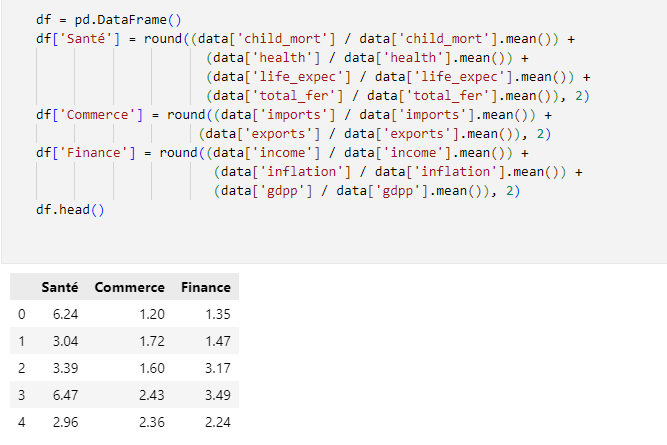 df = pd.DataFrame()
df['Santé'] = round((data['child_mort'] / data['child_mort'].mean()) +
(data['health'] / data['health'].mean()) +
(data['life_expec'] / data['life_expec'].mean()) +
(data['total_fer'] / data['total_fer'].mean()), 2)
df['Commerce'] = round((data['imports'] / data['imports'].mean()) +
(data['exports'] / data['exports'].mean()), 2)
df['Finance'] = round((data['income'] / data['income'].mean()) +
(data['inflation'] / data['inflation'].mean()) +
(data['gdpp'] / data['gdpp'].mean()), 2)
df.head()
Santé Commerce Finance
0 6.24 1.20 1.35
1 3.04 1.72 1.47
2 3.39 1.60 3.17
3 6.47 2.43 3.49
4 2.96 2.36 2.24